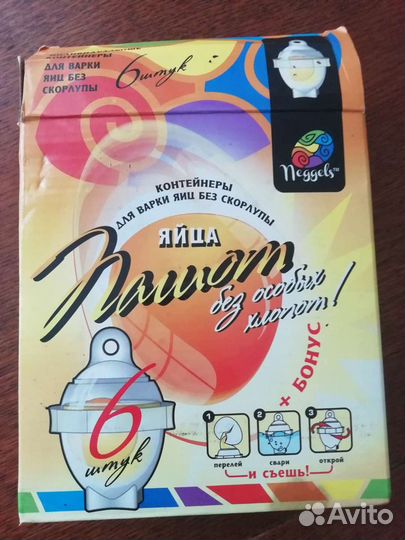 КОНТЕЙНЕРЫ
ДЛЯ ВАРКИ
ЯИЦ БЕЗ
СКОРЛУПЫ
6 штук
Neggels™
КОНТЕЙНЕРЫ
ДЛЯ ВАРКИ ЯИЦ БЕЗ СКОРЛУПЫ
ЯЙЦА
Пашот
без особых
хлопот!
+ БОНУС
6
штук
1
2
3
перелей
свари
открой
и съешь!
Avito